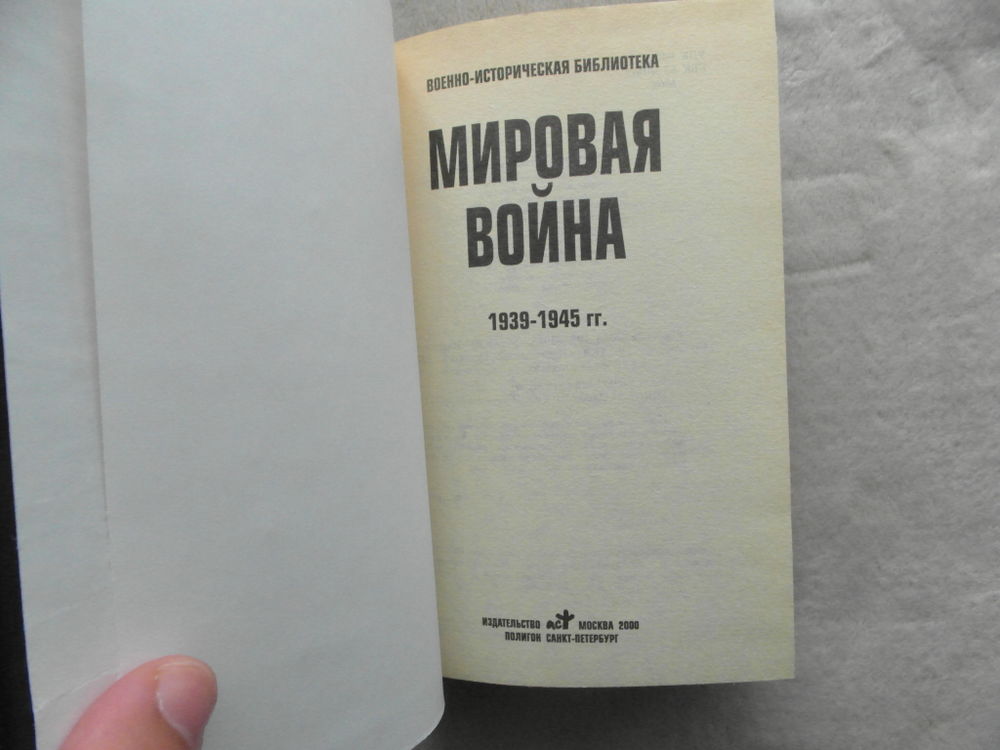 ВОЕННО-ИСТОРИЧЕСКАЯ БИБЛИОТЕКА
МИРОВАЯ
ВОЙНА
1939-1945 гг.
ИЗДАТЕЛЬСТВО аст МОСКВА 2000
ПОЛИГОН САНКТ-ПЕТЕРБУРГ